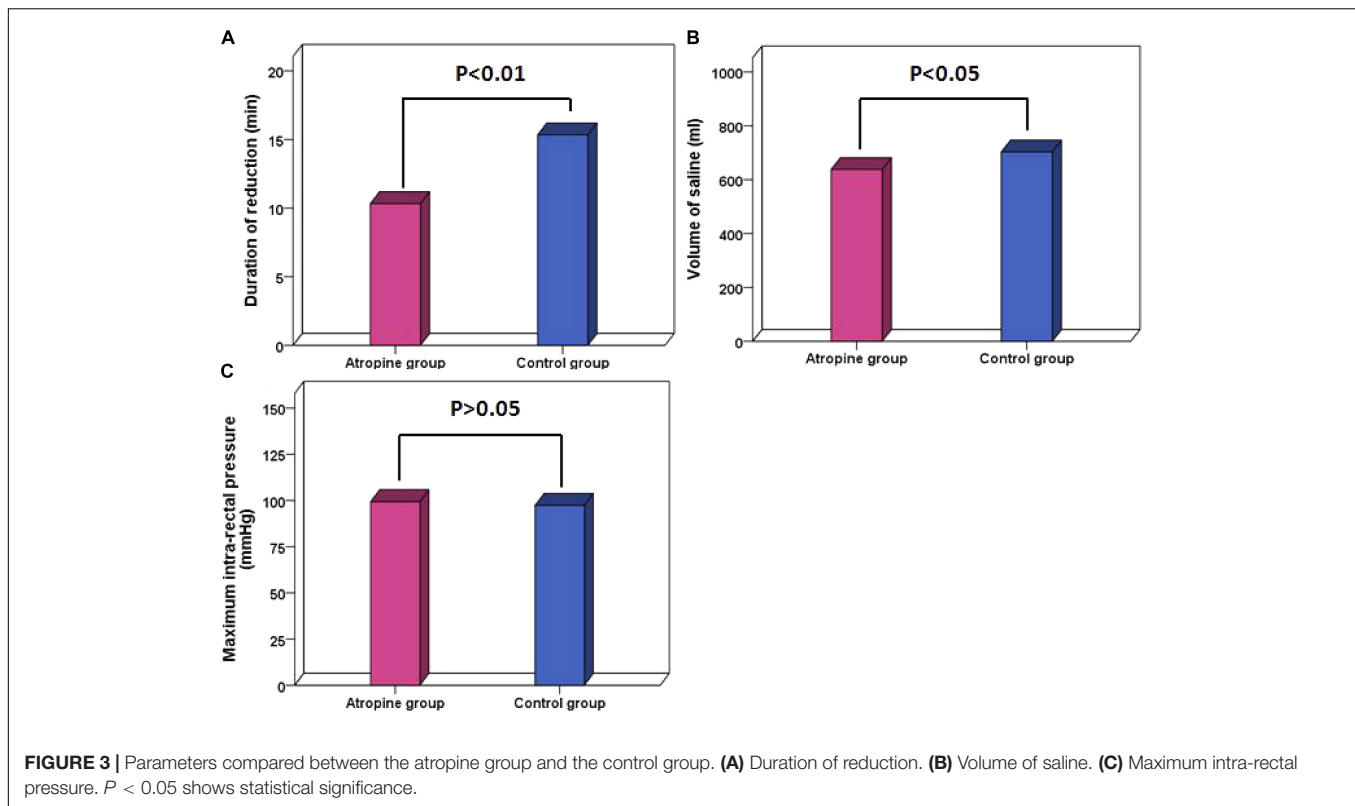 A
P<0.01
Duration of reduction (min)
20
15
10
5
0
Atropine group Control group
B
P<0.05
Volume of saline (ml)
1000
800
600
400
200
0
Atropine group Control group
C
P>0.05
Maximum intra-rectal pressure
(mmHg)
150
125
100
75
50
25
0
Atropine group Control group
FIGURE 3 | Parameters compared between the atropine group and the control group. (A) Duration of reduction. (B) Volume of saline. (C) Maximum intra-rectal
pressure. P < 0.05 shows statistical significance.